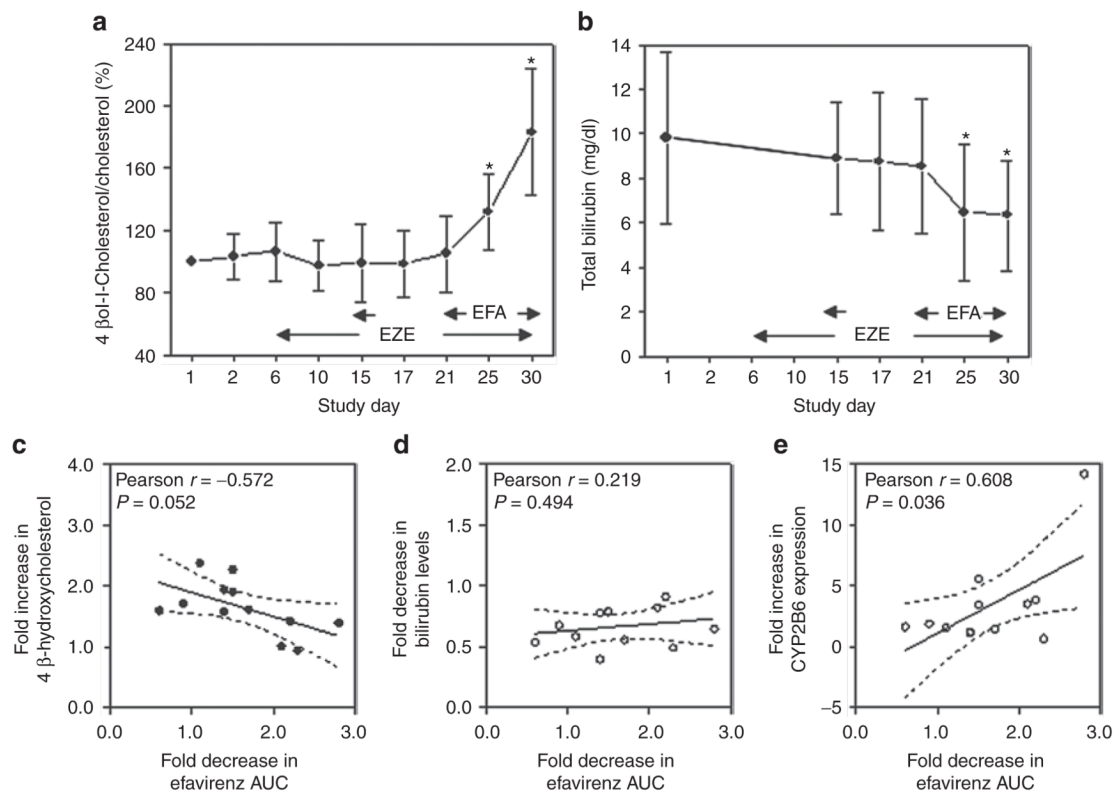 a
240
200
160
120
80
40
4 βol-l-Cholesterol/cholesterol (%)
*
*
EFA
EZE
1 2 6 10 15 17 21 25 30
Study day
b
14
12
10
8
6
4
2
0
Total bilirubin (mg/dl)
*
*
EFA
EZE
1 2 6 10 15 17 21 25 30
Study day
c
4.0
3.0
2.0
1.0
0.0
Fold increase in
4 β-hydroxycholesterol
Pearson r = −0.572
P = 0.052
0.0 1.0 2.0 3.0
Fold decrease in
efavirenz AUC
d
2.0
1.5
1.0
0.5
0.0
Fold decrease in
bilirubin levels
Pearson r = 0.219
P = 0.494
0.0 1.0 2.0 3.0
Fold decrease in
efavirenz AUC
e
15
10
5
0
−5
Fold increase in
CYP2B6 expression
Pearson r = 0.608
P = 0.036
0.0 1.0 2.0 3.0
Fold decrease in
efavirenz AUC